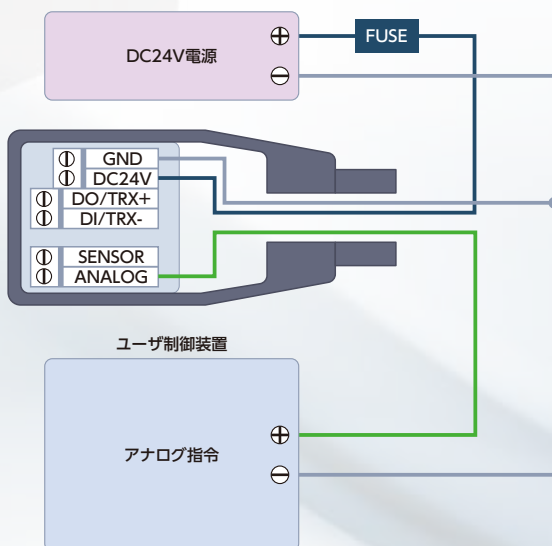 DC24V電源
FUSE
GND
DC24V
DO/TRX+
DI/TRX-
SENSOR
ANALOG
ユーザ制御装置
アナログ指令